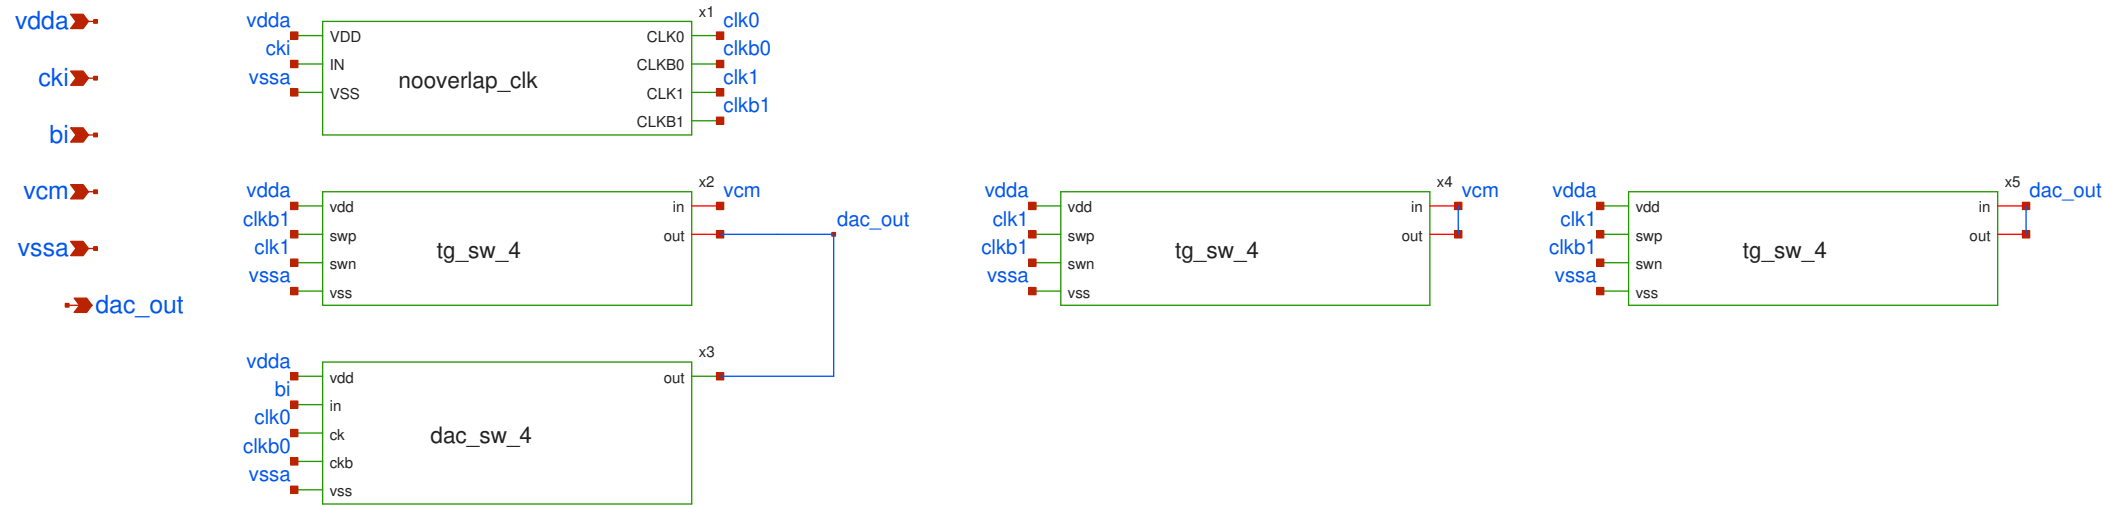 vdda
cki
bi
vcm
vssa
dac_out
x1
vdda
cki
vssa
VDD
IN
VSS
nooverlap_clk
CLK0
CLKB0
CLK1
CLKB1
clk0
clkb0
clk1
clkb1
x2
vdda
clkb1
clk1
vssa
vdd
swp
swn
vss
tg_sw_4
in
out
vcm
dac_out
x3
vdda
bi
clk0
clkb0
vssa
vdd
in
ck
ckb
vss
dac_sw_4
out
x4
vdda
clk1
clkb1
vssa
vdd
swp
swn
vss
tg_sw_4
in
out
vcm
x5
vdda
clk1
clkb1
vssa
vdd
swp
swn
vss
tg_sw_4
in
out
dac_out